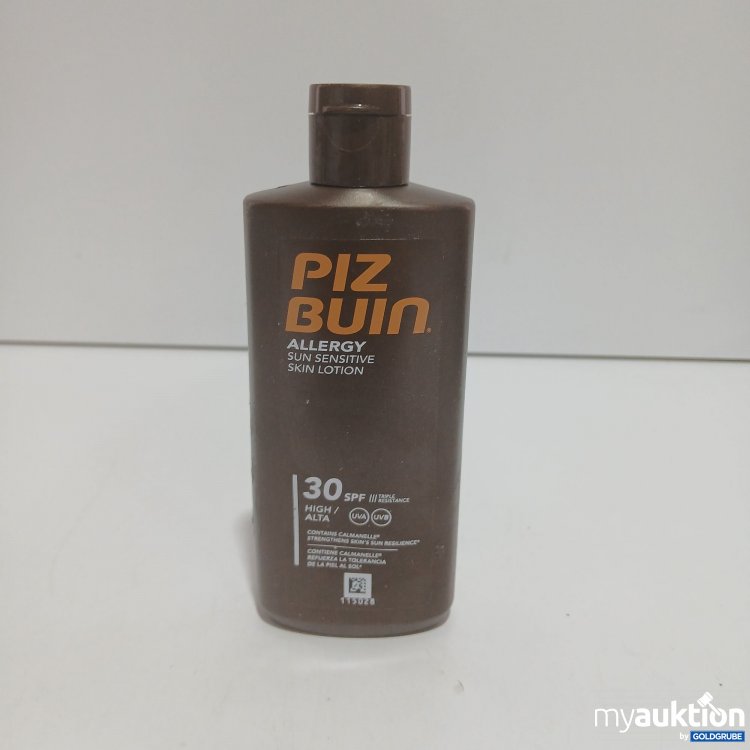 PIZ
BUIN.
ALLERGY
SUN SENSITIVE
SKIN LOTION
30 SPF TRIPLE RESISTANCE
HIGH /
ALTA
UVA UVB
CONTAINS CALMANELLE®
STRENGTHENS SKIN'S SUN RESILIENCE*
CONTIENE CALMANELLE®
REFUERZA LA TOLERANCIA
DE LA PIEL AL SOL*
115028
myauktion
by GOLDGRUBE